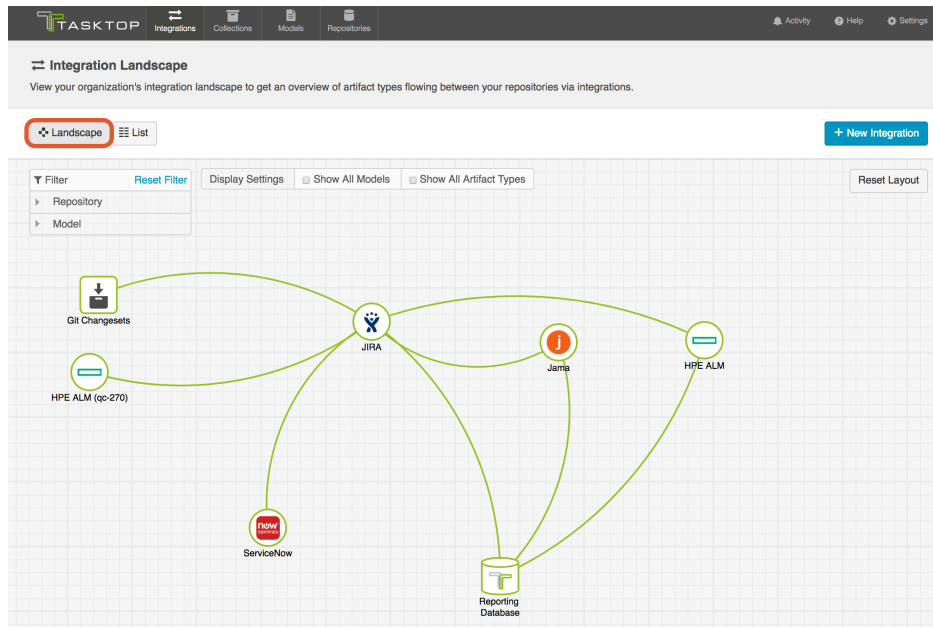 TASKTOP
Integrations
Collections
Models
Repositories
Activity
Help
Settings
Integration Landscape
View your organization's integration landscape to get an overview of artifact types flowing between your repositories via integrations.
Landscape
List
+ New Integration
Filter
Reset Filter
Display Settings
Show All Models
Show All Artifact Types
Reset Layout
Repository
Model
Git Changesets
JIRA
j
Jama
HPE ALM
HPE ALM (qc-270)
now
ServiceNow
Reporting
Database